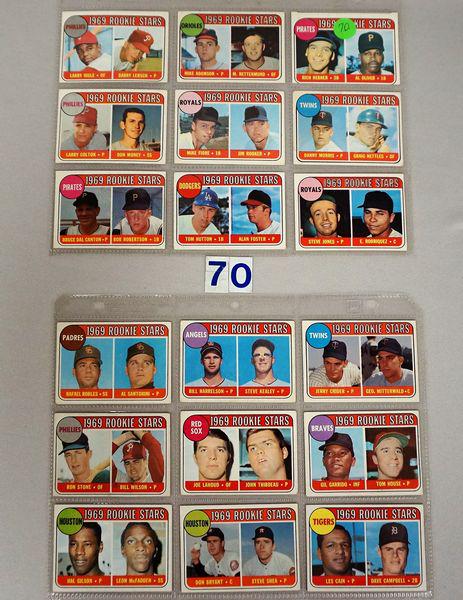 PHILLIES
1969 ROOKIE STARS
LARRY HISLE • OF
BARRY LERSCH • P
ORIOLES
1969 ROOKIE STARS
MIKE ADAMSON • P
M. RETTENMUND • OF
PIRATES
1969 ROOKIE STARS
70
RICH HEBNER • 3B
AL OLIVER • 1B
PHILLIES
1969 ROOKIE STARS
LARRY COLTON • P
DON MONEY • SS
ROYALS
1969 ROOKIE STARS
MIKE FIORE • 1B
JIM ROOKER • P
TWINS
1969 ROOKIE STARS
DANNY MORRIS • P
GRAIG NETTLES • OF
PIRATES
1969 ROOKIE STARS
BRUCE DAL CANTON • P
BOB ROBERTSON • 1B
DODGERS
1969 ROOKIE STARS
TOM HUTTON • 1B
ALAN FOSTER • P
ROYALS
1969 ROOKIE STARS
STEVE JONES • P
E. RODRIQUEZ • C
70
PADRES
1969 ROOKIE STARS
RAFAEL ROBLES • SS
AL SANTORINI • P
ANGELS
1969 ROOKIE STARS
BILL HARRELSON • P
STEVE KEALEY • P
TWINS
1969 ROOKIE STARS
JERRY CRIDER • P
GEO. MITTERWALD • C
PHILLIES
1969 ROOKIE STARS
RON STONE • OF
BILL WILSON • P
RED SOX
1969 ROOKIE STARS
JOE LAHOUD • OF
JOHN THIBDEAU • P
BRAVES
1969 ROOKIE STARS
GIL GARRIDO • INF
TOM HOUSE • P
HOUSTON
1969 ROOKIE STARS
HAL GILSON • P
LEON McFADDEN • SS
HOUSTON
1969 ROOKIE STARS
DON BRYANT • C
STEVE SHEA • P
TIGERS
1969 ROOKIE STARS
LES CAIN • P
DAVE CAMPBELL • 2B